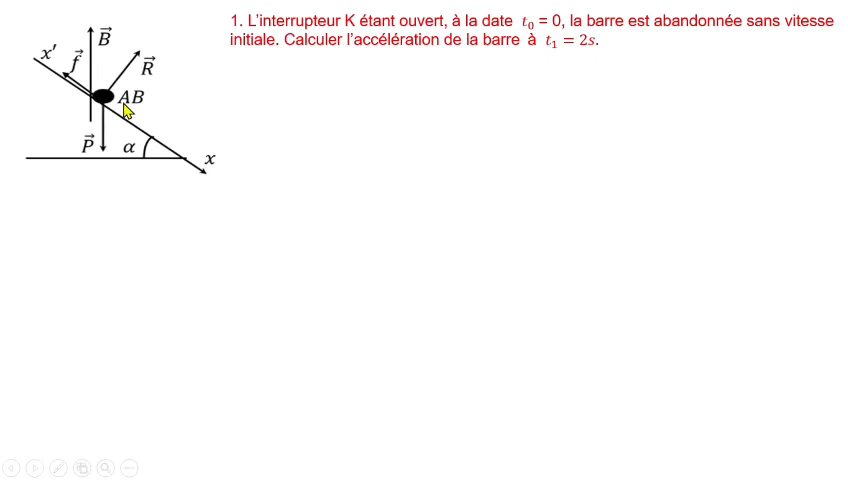 1. L’interrupteur K étant ouvert, à la date t₀ = 0, la barre est abandonnée sans vitesse
initiale. Calculer l’accélération de la barre à t₁ = 2s.
B⃗
x′
f⃗
R⃗
AB
P⃗
α
x